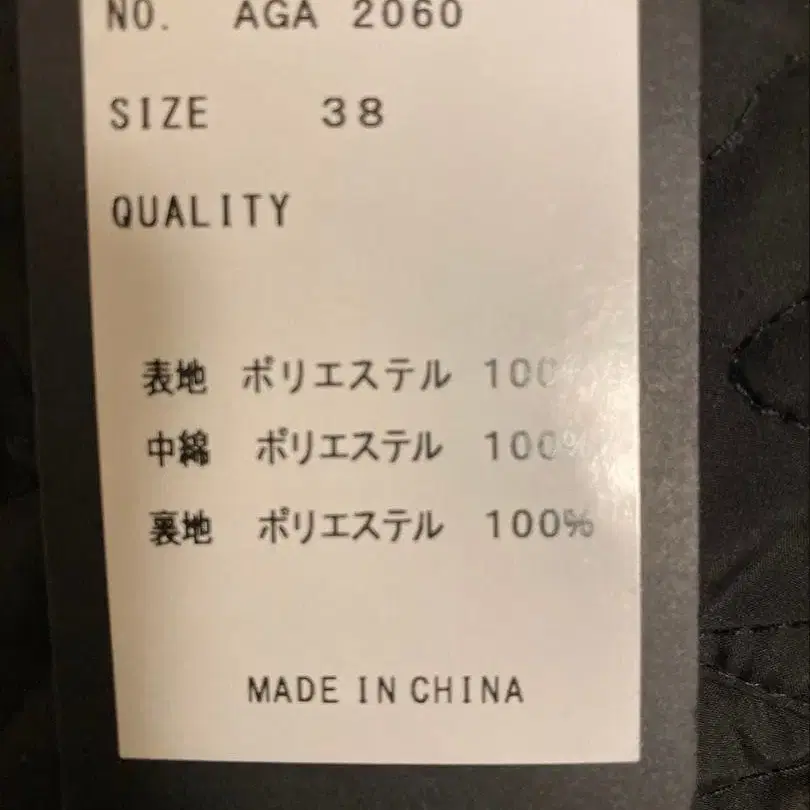 NO. AGA 2060
SIZE 38
QUALITY
表地 ポリエステル 100
中綿 ポリエステル 100%
裏地 ポリエステル 100%
MADE IN CHINA